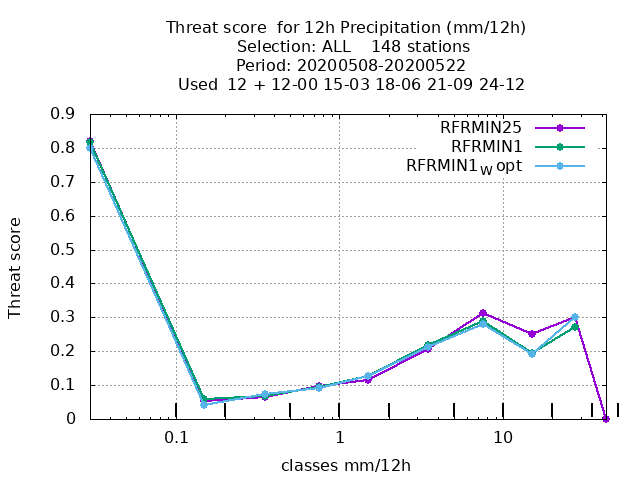 Threat score  for 12h Precipitation (mm/12h)
Selection: ALL    148 stations
Period: 20200508-20200522
Used  12 + 12-00 15-03 18-06 21-09 24-12
0.9
0.8
0.7
0.6
0.5
0.4
0.3
0.2
0.1
0
Threat score
RFRMIN25
RFRMIN1
RFRMIN1W opt
0.1
1
10
classes mm/12h